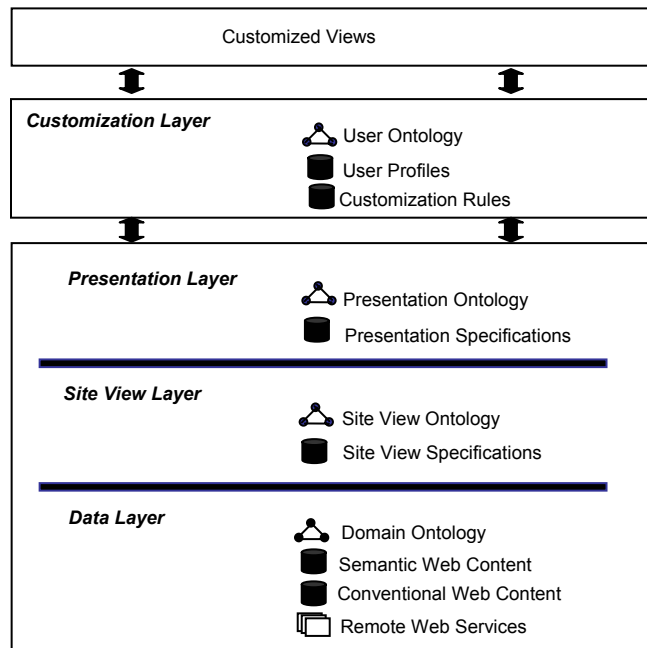 Customized Views
Customization Layer
User Ontology
User Profiles
Customization Rules
Presentation Layer
Presentation Ontology
Presentation Specifications
Site View Layer
Site View Ontology
Site View Specifications
Data Layer
Domain Ontology
Semantic Web Content
Conventional Web Content
Remote Web Services